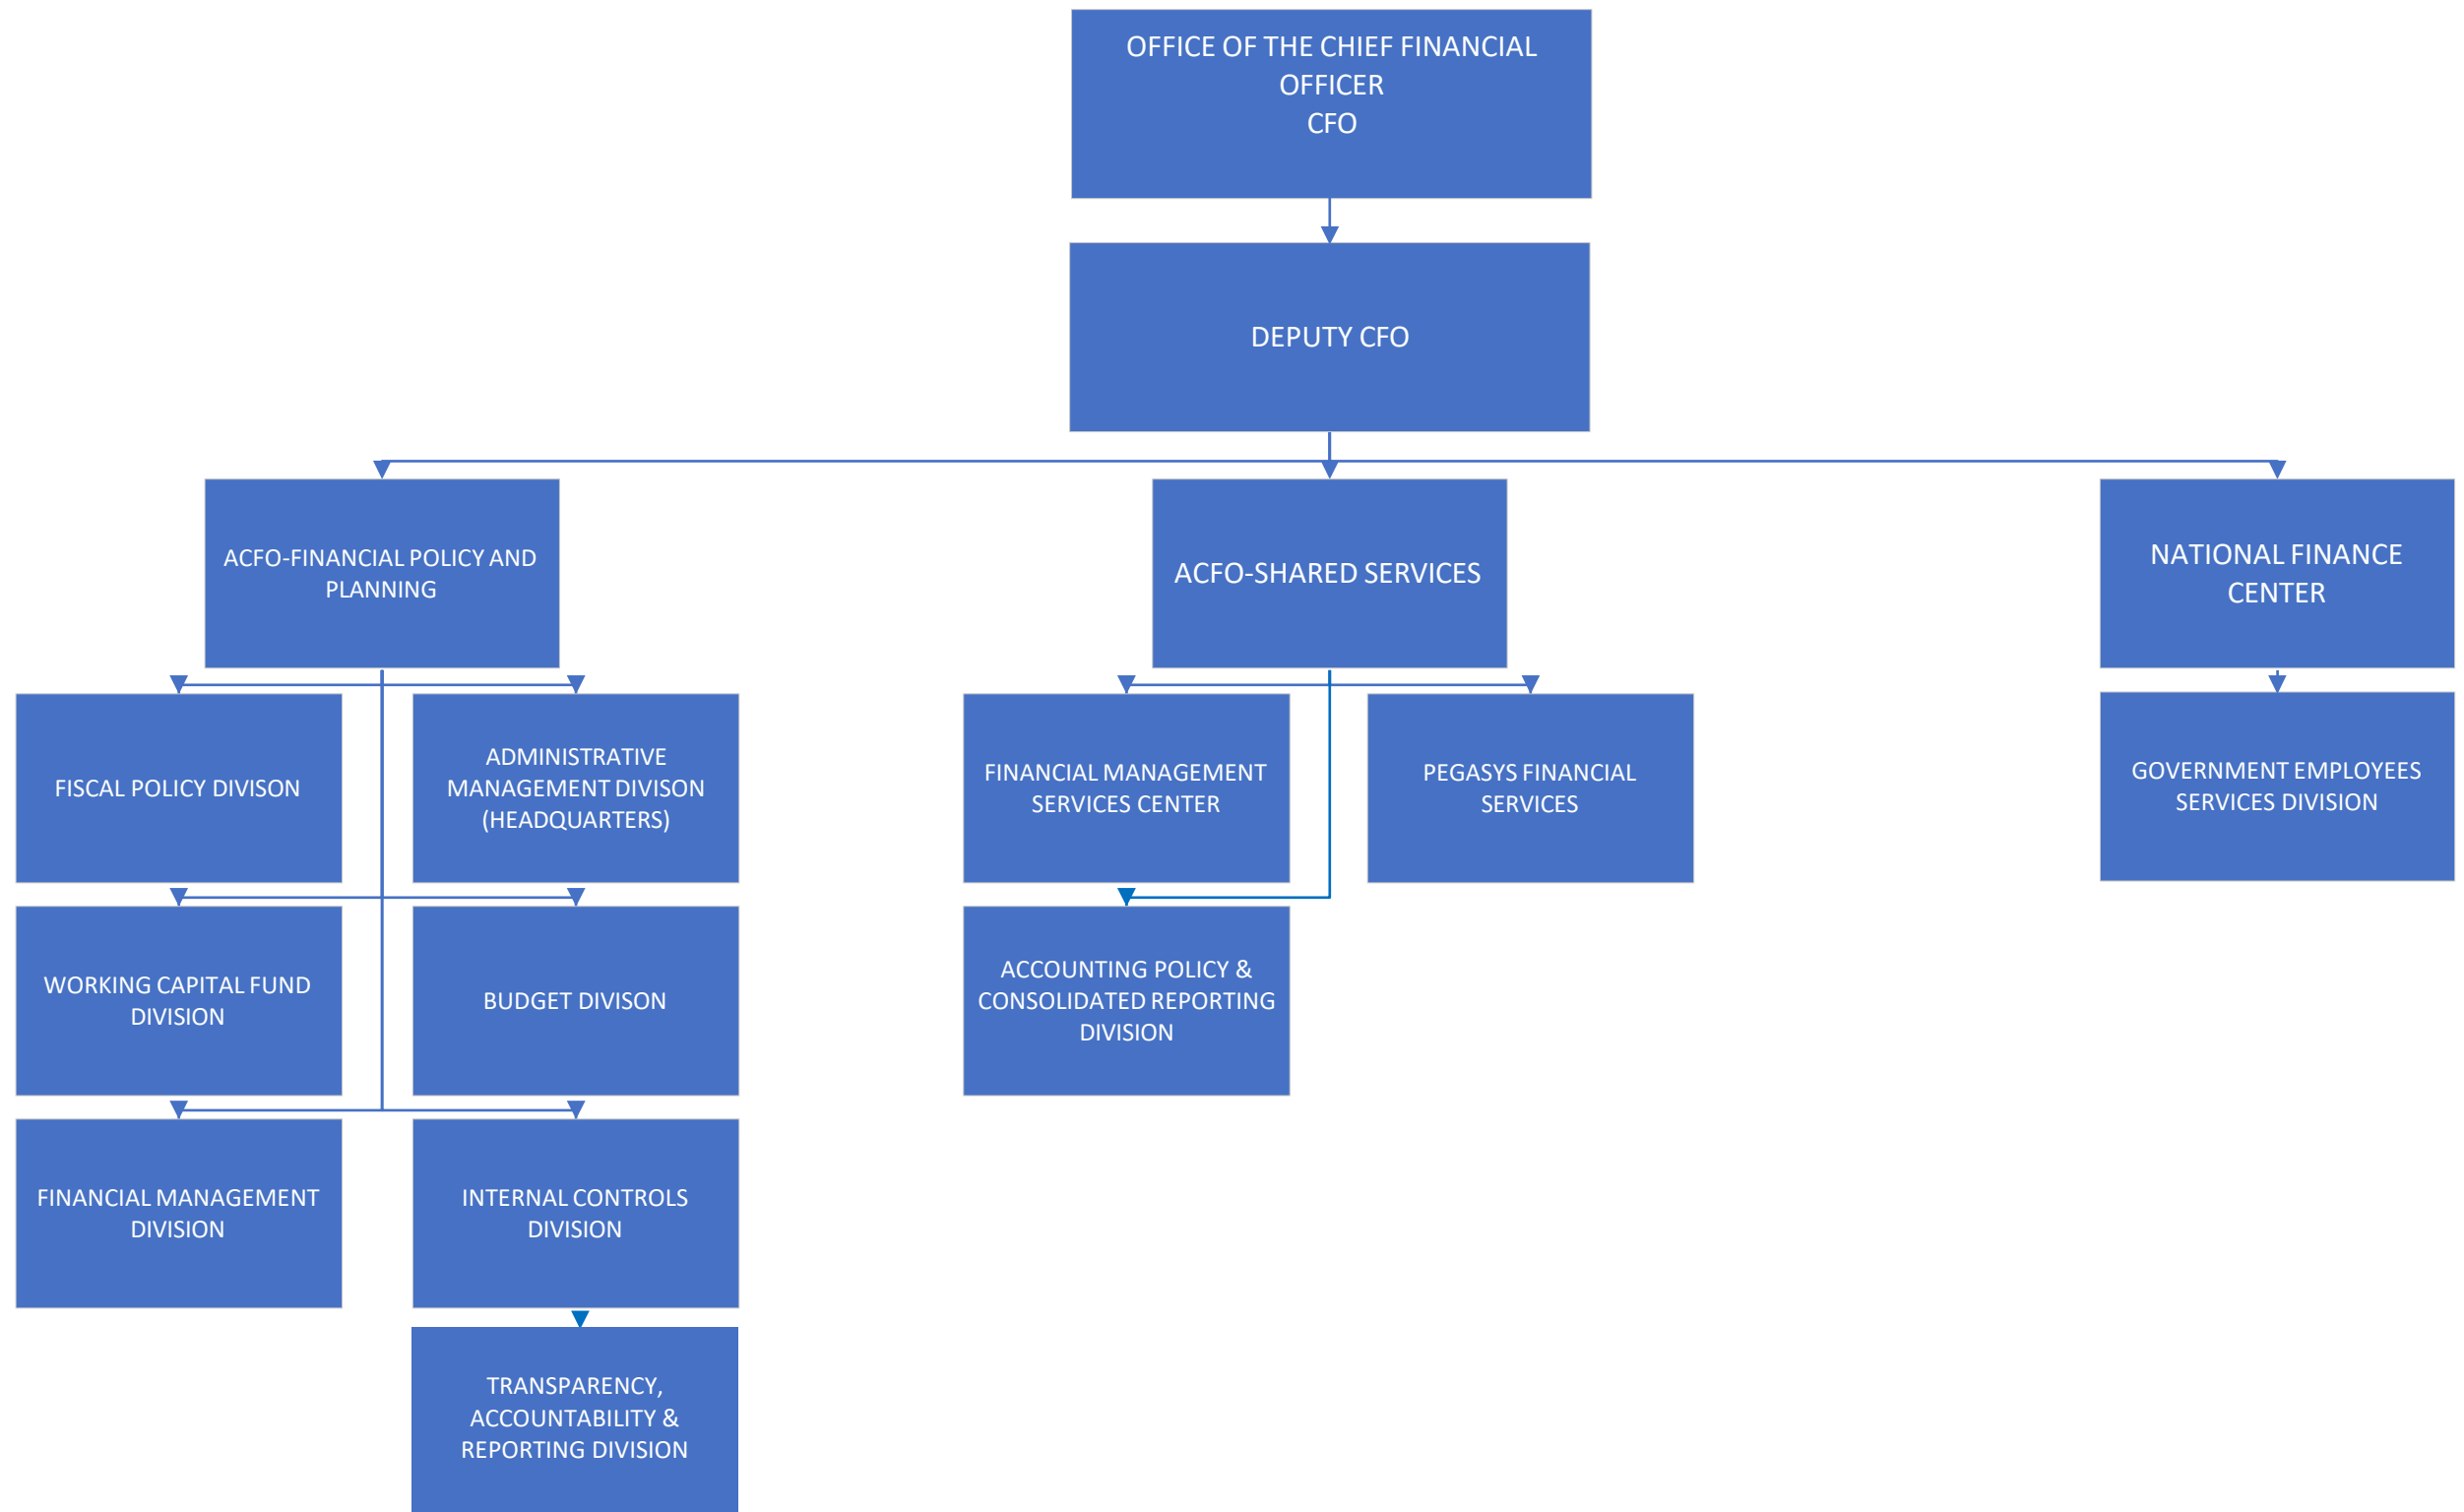 OFFICE OF THE CHIEF FINANCIAL
OFFICER
CFO
DEPUTY CFO
ACFO-FINANCIAL POLICY AND
PLANNING
ACFO-SHARED SERVICES
NATIONAL FINANCE
CENTER
FISCAL POLICY DIVISON
ADMINISTRATIVE
MANAGEMENT DIVISON
(HEADQUARTERS)
FINANCIAL MANAGEMENT
SERVICES CENTER
PEGASYS FINANCIAL
SERVICES
GOVERNMENT EMPLOYEES
SERVICES DIVISION
WORKING CAPITAL FUND
DIVISION
BUDGET DIVISON
ACCOUNTING POLICY &
CONSOLIDATED REPORTING
DIVISION
FINANCIAL MANAGEMENT
DIVISION
INTERNAL CONTROLS
DIVISION
TRANSPARENCY,
ACCOUNTABILITY &
REPORTING DIVISION